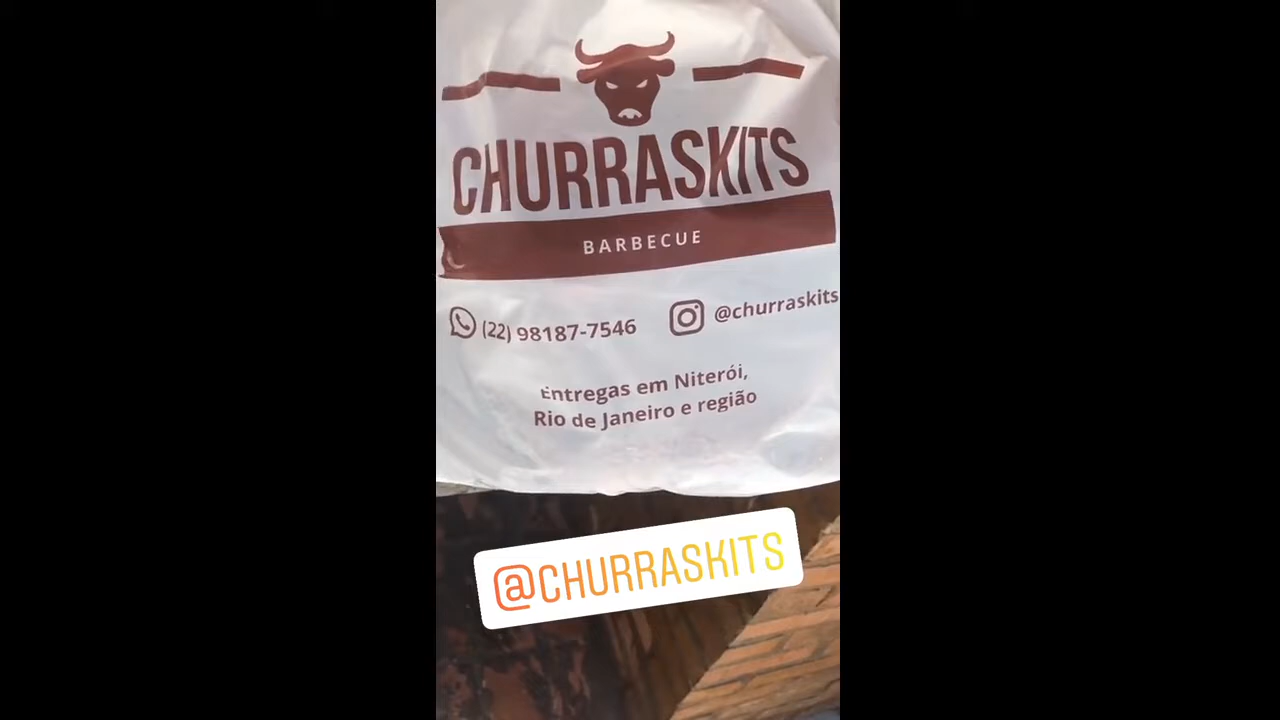 CHURRASKITS
BARBECUE
(22) 98187-7546 @churraskits
Entregas em Niterói,
Rio de Janeiro e região
@CHURRASKITS